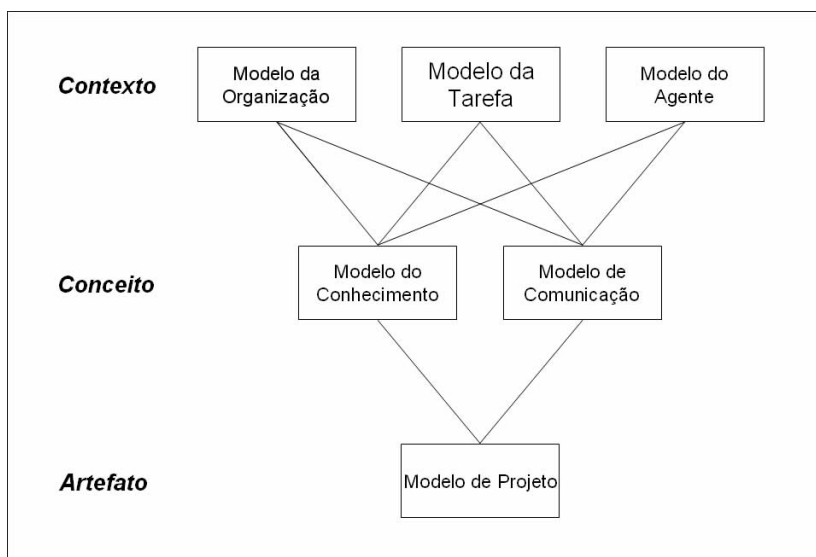 Contexto
Modelo da
Organização
Modelo da
Tarefa
Modelo do
Agente
Conceito
Modelo do
Conhecimento
Modelo de
Comunicação
Artefato
Modelo de Projeto